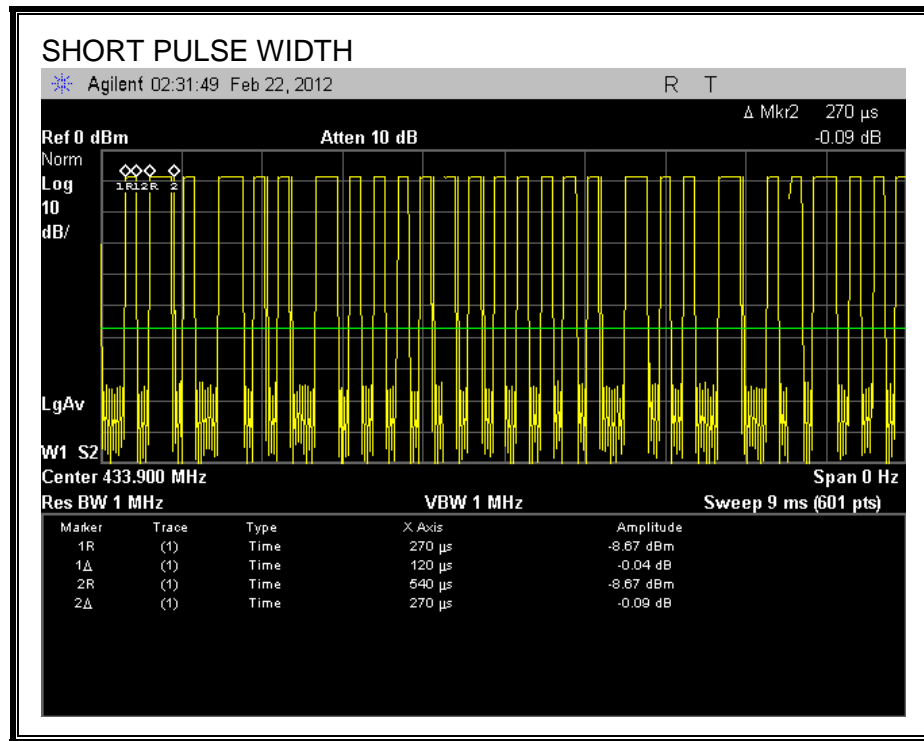 SHORT PULSE WIDTH
Agilent 02:31:49 Feb 22, 2012 R T
Δ Mkr2 270 µs
Ref 0 dBm Atten 10 dB -0.09 dB
Norm
Log
10
dB/
1R12R 2
LgAv
W1 S2
Center 433.900 MHz Span 0 Hz
Res BW 1 MHz VBW 1 MHz Sweep 9 ms (601 pts)
Marker Trace Type X Axis Amplitude
1R (1) Time 270 µs -8.67 dBm
1Δ (1) Time 120 µs -0.04 dB
2R (1) Time 540 µs -8.67 dBm
2Δ (1) Time 270 µs -0.09 dB